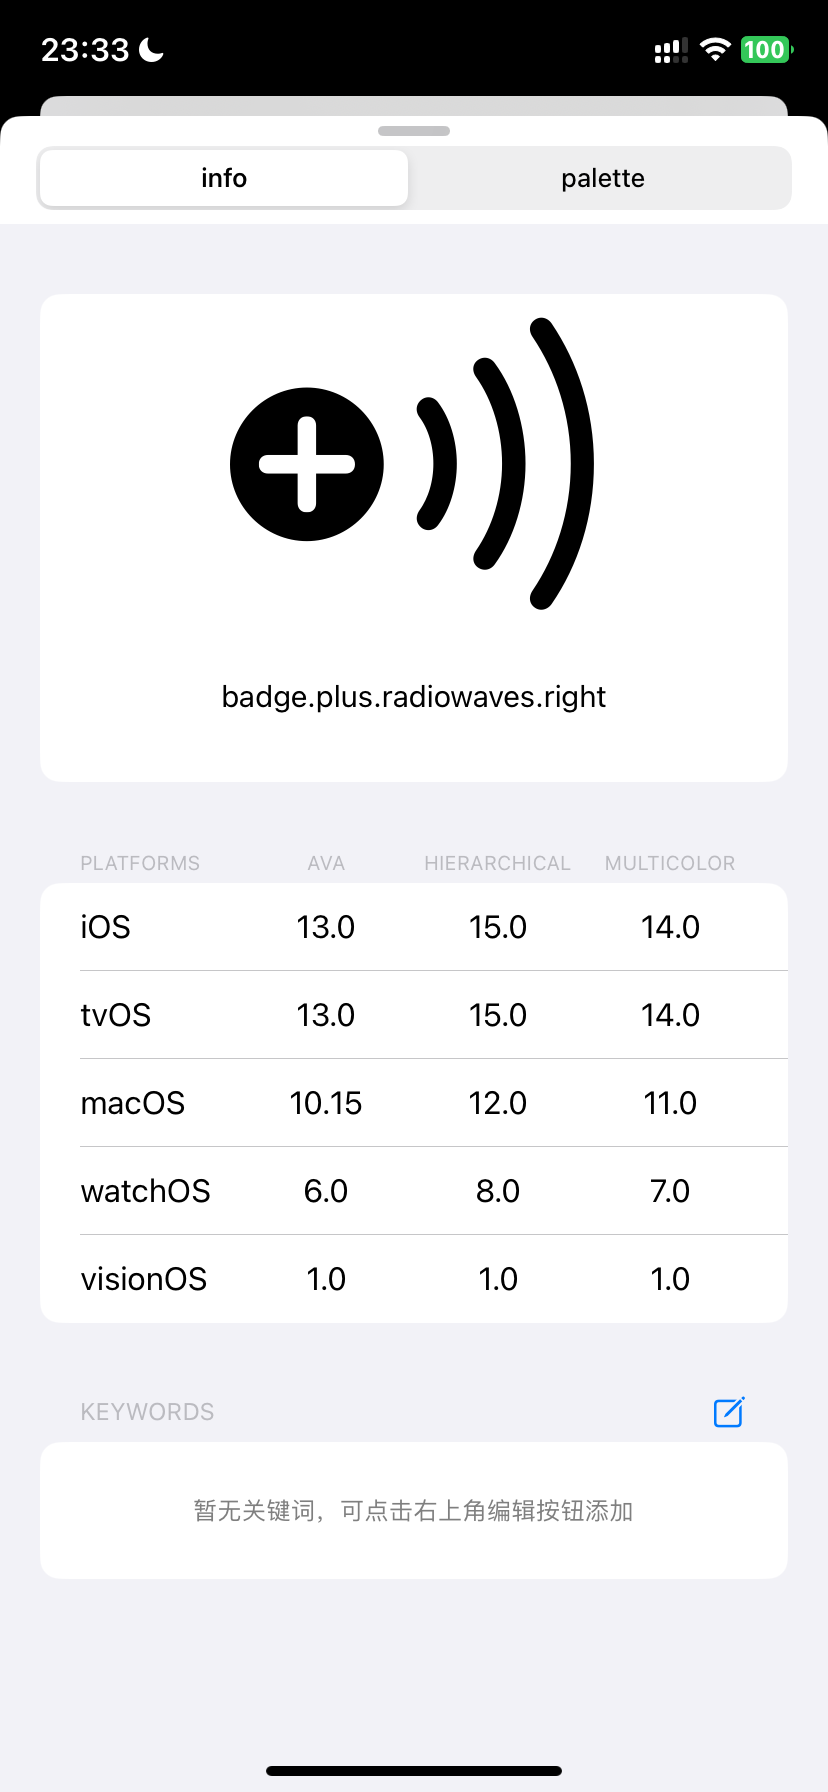 23:33
100
info palette
badge.plus.radiowaves.right
PLATFORMS AVA HIERARCHICAL MULTICOLOR
iOS 13.0 15.0 14.0
tvOS 13.0 15.0 14.0
macOS 10.15 12.0 11.0
watchOS 6.0 8.0 7.0
visionOS 1.0 1.0 1.0
KEYWORDS
暂无关键词，可点击右上角编辑按钮添加